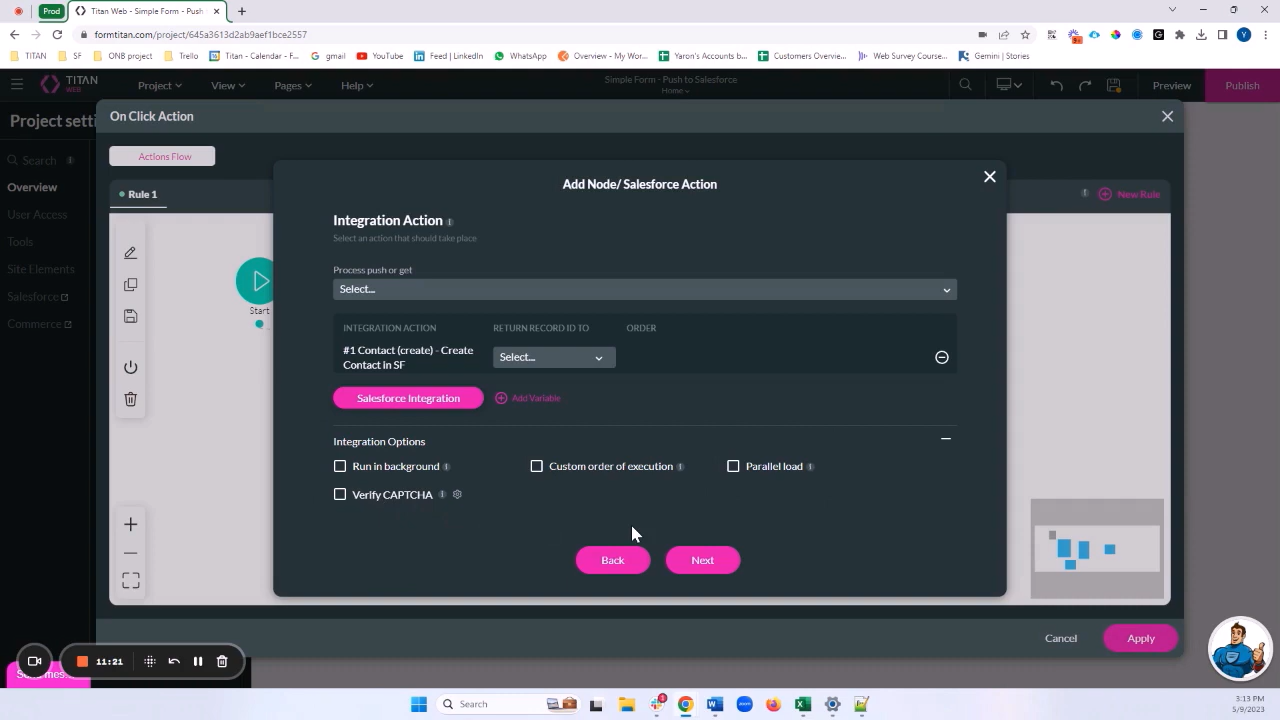 Prod
Titan Web - Simple Form - Push
formtitan.com/project/645a3613d2ab9aef1bce2557
TITAN
SF
ONB project
Trello
Titan - Calendar - F...
gmail
YouTube
Feed | LinkedIn
WhatsApp
Overview - My Wor...
Yaron's Accounts b...
Customers Overvie...
Web Survey Course...
Gemini | Stories
TITAN
WEB
Project
View
Pages
Help
Simple Form - Push to Salesforce
Home
Preview
Publish
Project setti
On Click Action
Search
Overview
User Access
Tools
Site Elements
Salesforce
Commerce
Actions Flow
Rule 1
New Rule
Start
Add Node/ Salesforce Action
Integration Action
Select an action that should take place
Process push or get
Select...
INTEGRATION ACTION
RETURN RECORD ID TO
ORDER
#1 Contact (create) - Create
Contact in SF
Select...
Salesforce Integration
Add Variable
Integration Options
Run in background
Custom order of execution
Parallel load
Verify CAPTCHA
Back
Next
Cancel
Apply
11:21
Search
3:13 PM
5/9/2023